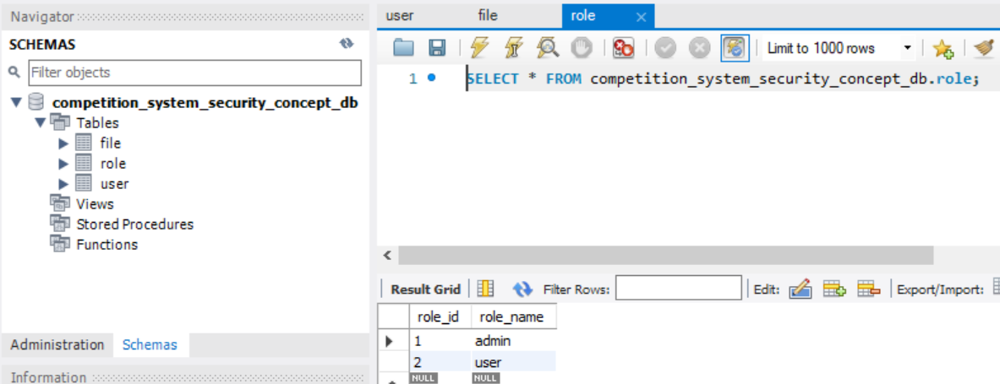 Navigator
SCHEMAS
Filter objects
competition_system_security_concept_db
Tables
file
role
user
Views
Stored Procedures
Functions
Administration Schemas
Information
user file role
Limit to 1000 rows
1 SELECT * FROM competition_system_security_concept_db.role;
Result Grid Filter Rows: Edit: Export/Import:
role_id role_name
1 admin
2 user
NULL NULL